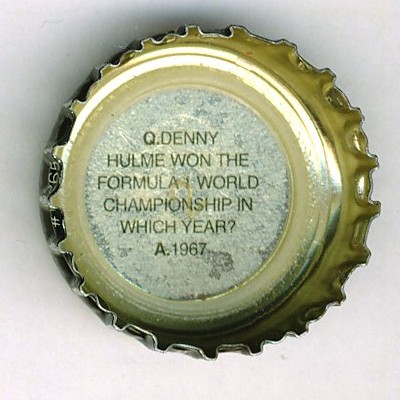 Q.DENNY
HULME WON THE
FORMULA 1 WORLD
CHAMPIONSHIP IN
WHICH YEAR?
A.1967